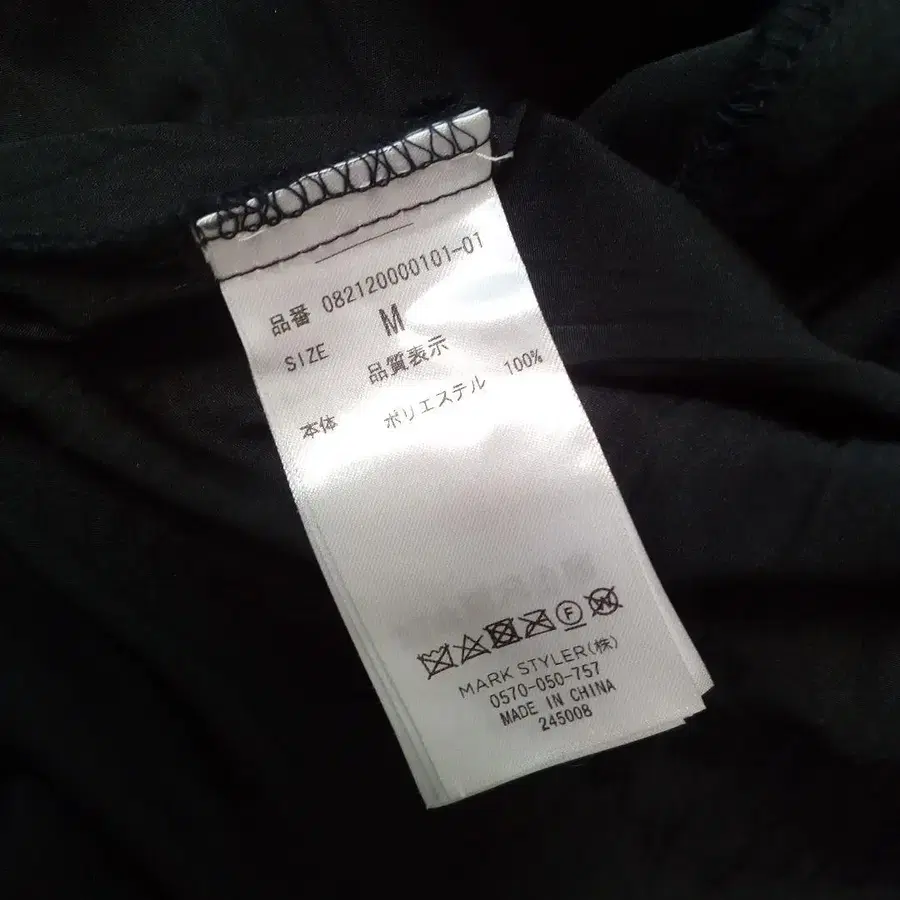 品番 082120000101-01
SIZE M
品質表示
本体 ポリエステル 100%
F W
MARK STYLER(株)
0570-050-757
MADE IN CHINA
245008